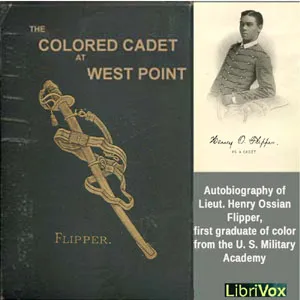 THE
COLORED CADET
AT
WEST POINT
FLIPPER.
Henry O. Flipper.
AS A CADET
Autobiography of
Lieut. Henry Ossian
Flipper,
first graduate of color
from the U. S. Military
Academy
LibriVox